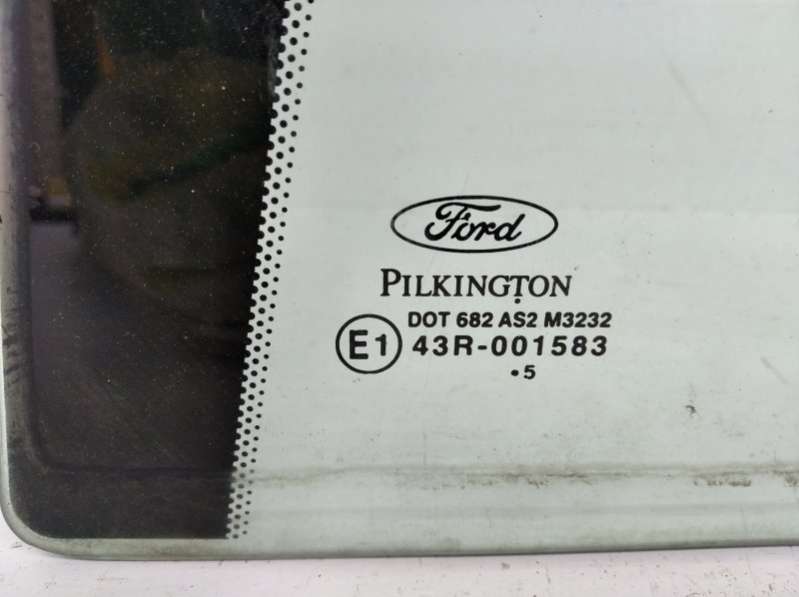 Ford
PILKINGTON
DOT 682 AS2 M3232
E1 43R-001583
.5